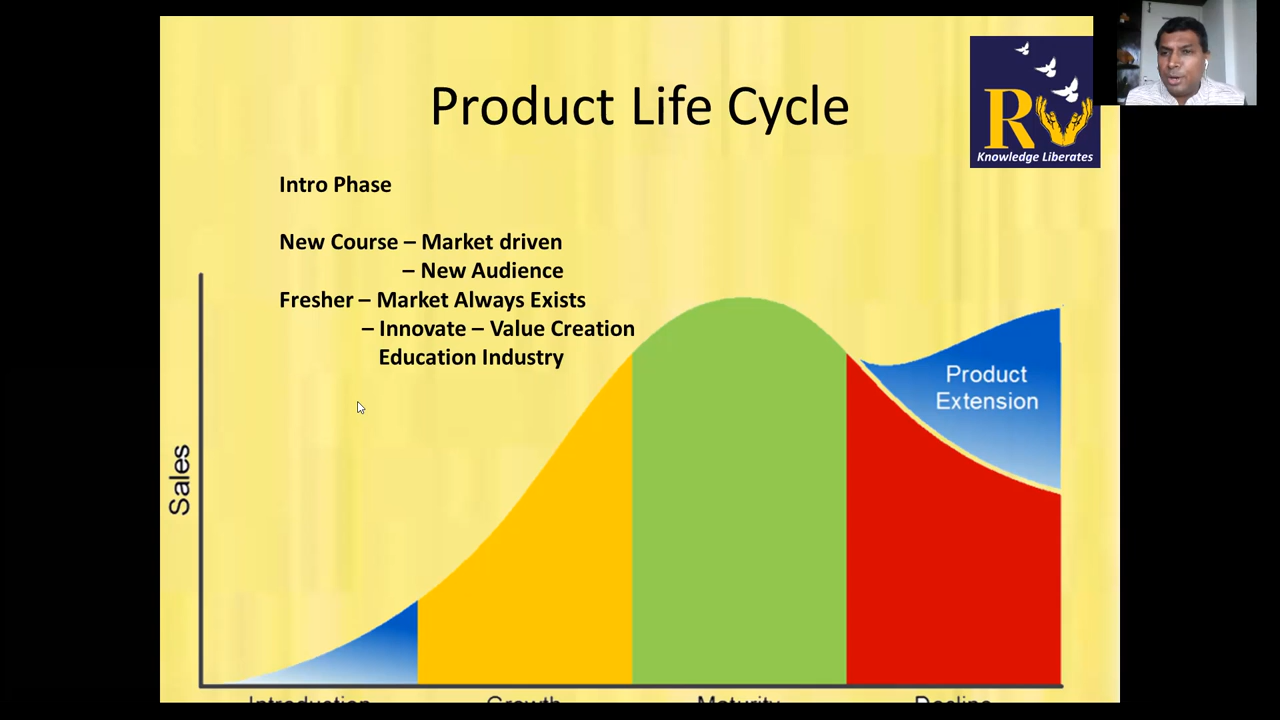 Product Life Cycle
RV
Knowledge Liberates
Intro Phase
New Course – Market driven
– New Audience
Fresher – Market Always Exists
– Innovate – Value Creation
Education Industry
Product
Extension
Sales
Introduction
Growth
Maturity
Decline